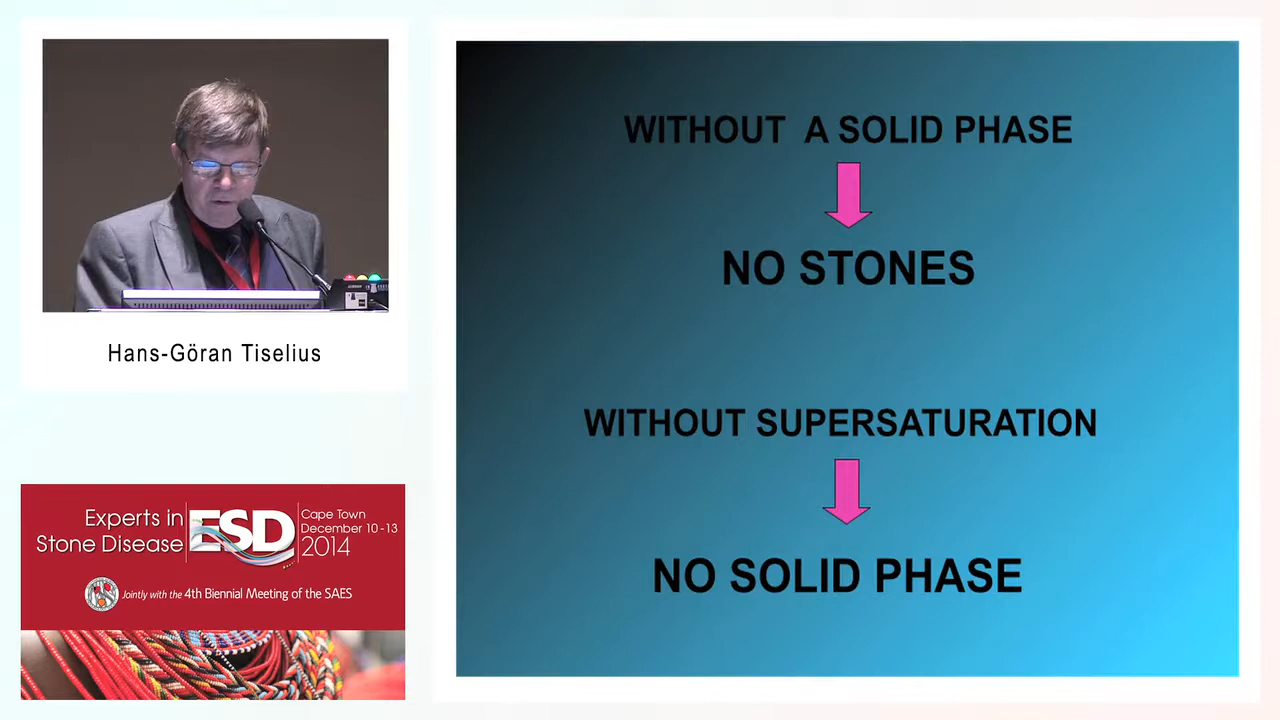 WITHOUT A SOLID PHASE
NO STONES
WITHOUT SUPERSATURATION
NO SOLID PHASE
Hans-Göran Tiselius
Experts in
Stone Disease
ESD
Cape Town
December 10-13
2014
Jointly with the 4th Biennial Meeting of the SAES